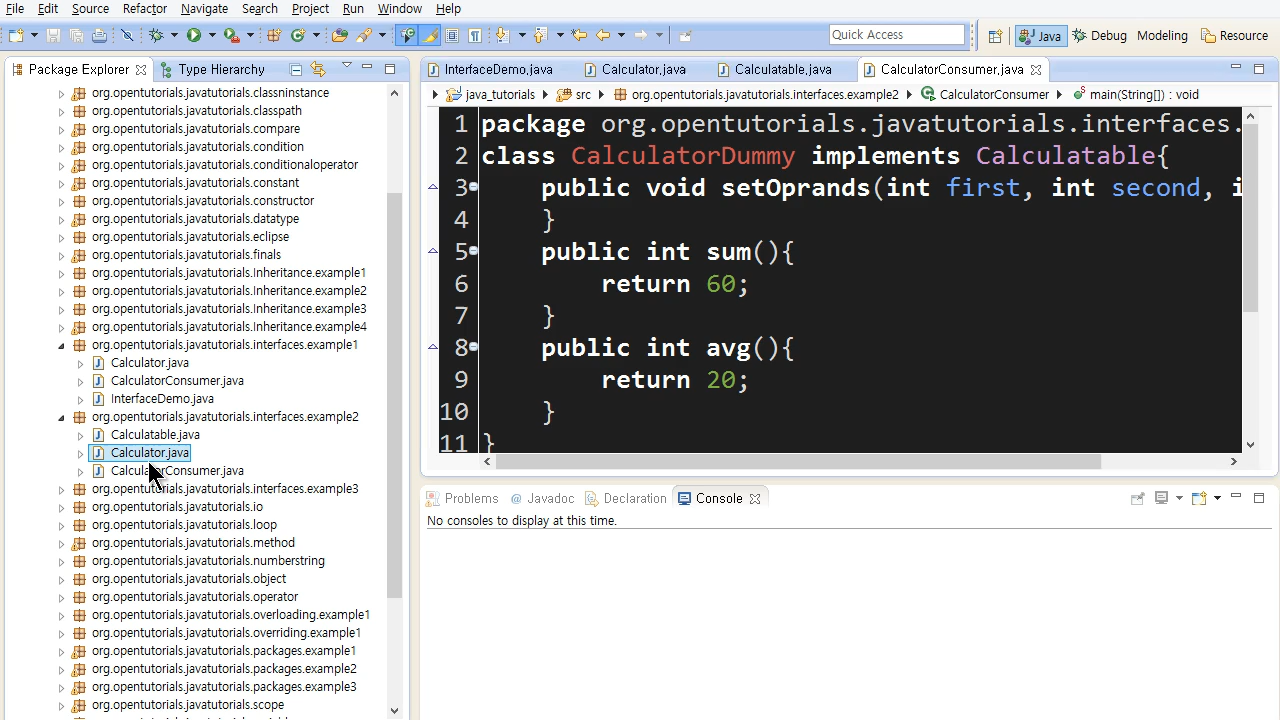 File Edit Source Refactor Navigate Search Project Run Window Help
Quick Access
Java Debug Modeling Resource
Package Explorer Type Hierarchy
org.opentutorials.javatutorials.classninstance
org.opentutorials.javatutorials.classpath
org.opentutorials.javatutorials.compare
org.opentutorials.javatutorials.condition
org.opentutorials.javatutorials.conditionaloperator
org.opentutorials.javatutorials.constant
org.opentutorials.javatutorials.constructor
org.opentutorials.javatutorials.datatype
org.opentutorials.javatutorials.eclipse
org.opentutorials.javatutorials.finals
org.opentutorials.javatutorials.Inheritance.example1
org.opentutorials.javatutorials.Inheritance.example2
org.opentutorials.javatutorials.Inheritance.example3
org.opentutorials.javatutorials.Inheritance.example4
org.opentutorials.javatutorials.interfaces.example1
Calculator.java
CalculatorConsumer.java
InterfaceDemo.java
org.opentutorials.javatutorials.interfaces.example2
Calculatable.java
Calculator.java
CalculatorConsumer.java
org.opentutorials.javatutorials.interfaces.example3
org.opentutorials.javatutorials.io
org.opentutorials.javatutorials.loop
org.opentutorials.javatutorials.method
org.opentutorials.javatutorials.numberstring
org.opentutorials.javatutorials.object
org.opentutorials.javatutorials.operator
org.opentutorials.javatutorials.overloading.example1
org.opentutorials.javatutorials.overriding.example1
org.opentutorials.javatutorials.packages.example1
org.opentutorials.javatutorials.packages.example2
org.opentutorials.javatutorials.packages.example3
org.opentutorials.javatutorials.scope
InterfaceDemo.java Calculator.java Calculatable.java CalculatorConsumer.java
java_tutorials src org.opentutorials.javatutorials.interfaces.example2 CalculatorConsumer main(String[]) : void
1 package org.opentutorials.javatutorials.interfaces.
2 class CalculatorDummy implements Calculatable{
3 public void setOprands(int first, int second, i
4 }
5 public int sum(){
6 return 60;
7 }
8 public int avg(){
9 return 20;
10 }
11 }
Problems Javadoc Declaration Console
No consoles to display at this time.